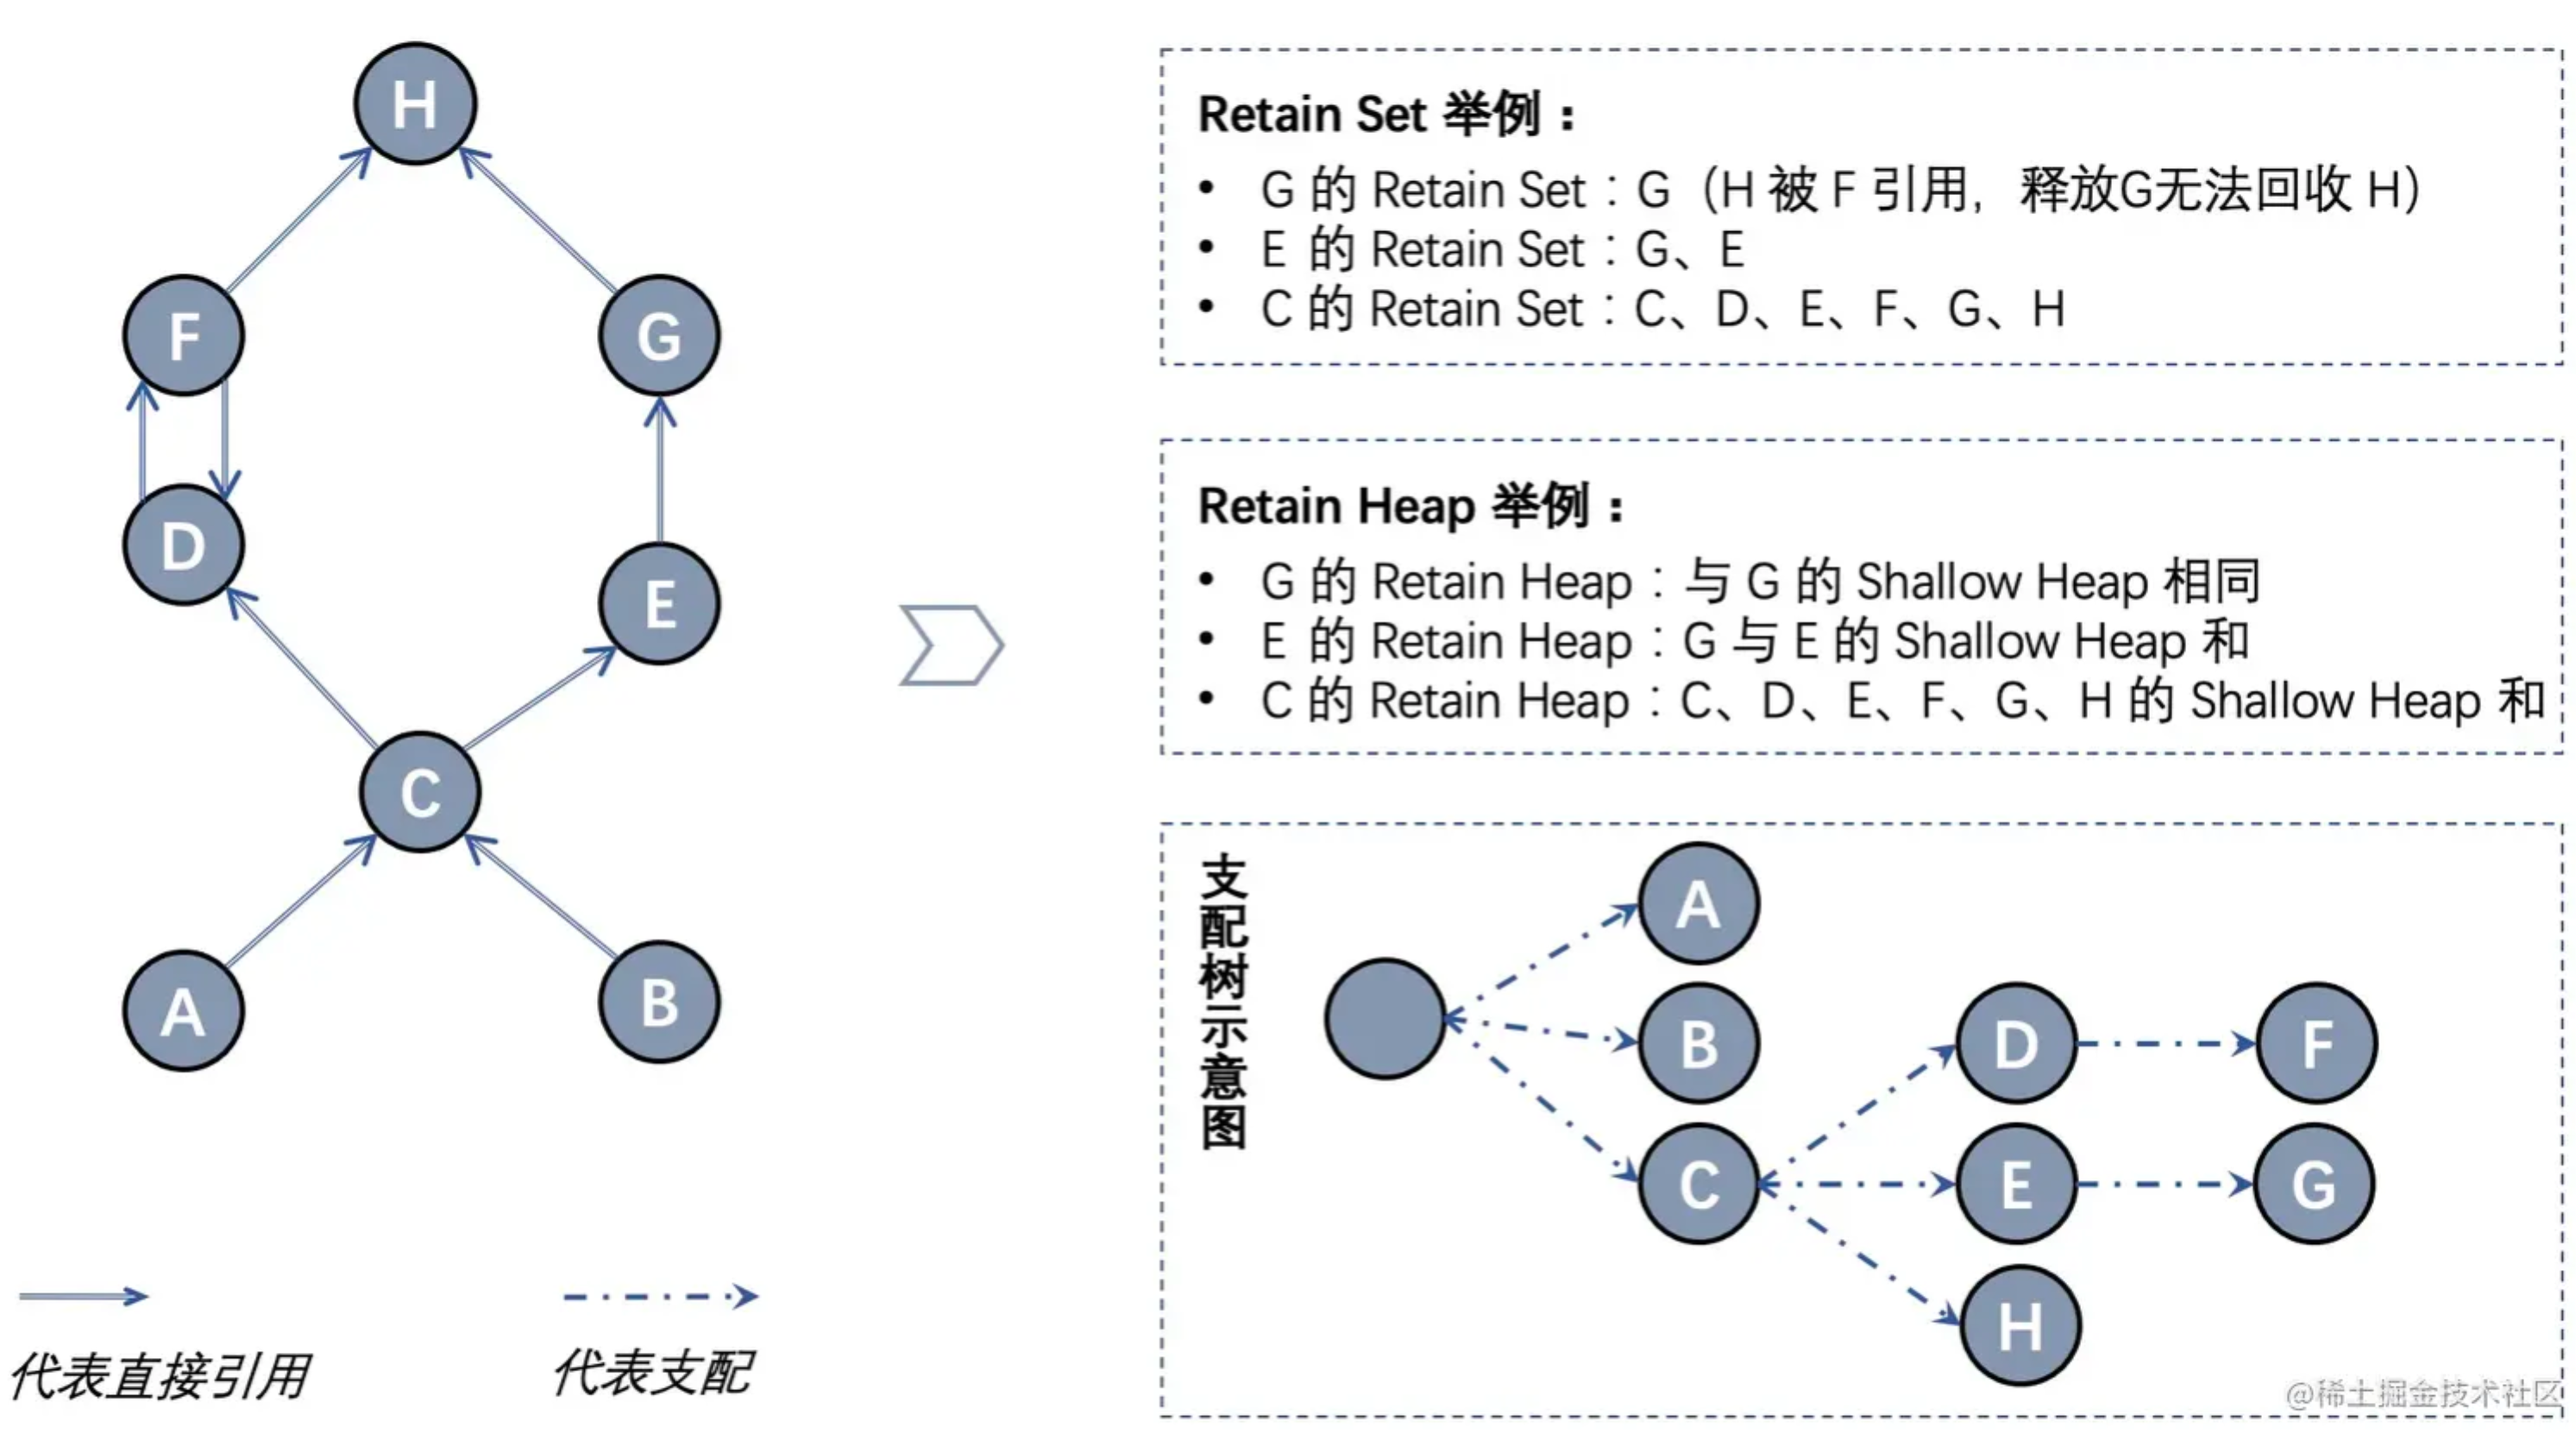 H
F
G
D
E
C
A
B
代表直接引用
代表支配
Retain Set 举例：
• G 的 Retain Set：G（H 被 F 引用，释放G无法回收 H）
• E 的 Retain Set：G、E
• C 的 Retain Set：C、D、E、F、G、H
Retain Heap 举例：
• G 的 Retain Heap：与 G 的 Shallow Heap 相同
• E 的 Retain Heap：G 与 E 的 Shallow Heap 和
• C 的 Retain Heap：C、D、E、F、G、H 的 Shallow Heap 和
支配树示意图
A
B
D
F
C
E
G
H
@稀土掘金技术社区